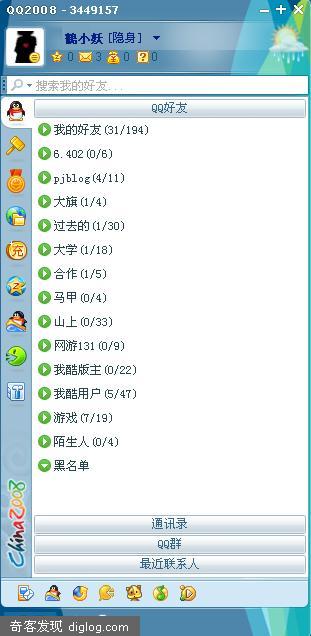 QQ2008 - 3449157
詭小妖 [隐身]
0 3 0 0
搜索我的好友...
QQ好友
我的好友(31/194)
6.402(0/6)
pjblog(4/11)
大旗(1/4)
过去的(1/30)
大学(1/18)
合作(1/5)
马甲(0/4)
山上(0/33)
网游131(0/9)
我酷版主(0/22)
我酷用户(5/47)
游戏(7/19)
陌生人(0/4)
黑名单
China2008
通讯录
QQ群
最近联系人
奇客发现 diglog.com